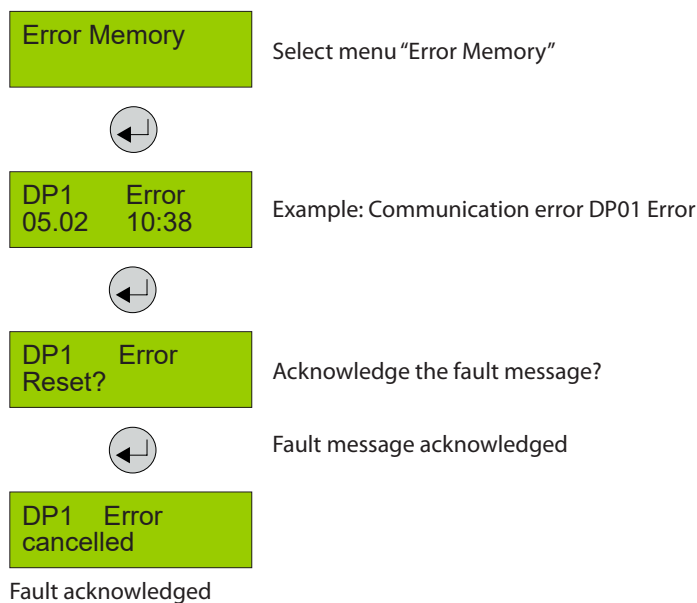 Error Memory
Select menu “Error Memory”
DP1 Error
05.02 10:38
Example: Communication error DP01 Error
DP1 Error
Reset?
Acknowledge the fault message?
Fault message acknowledged
DP1 Error
cancelled
Fault acknowledged